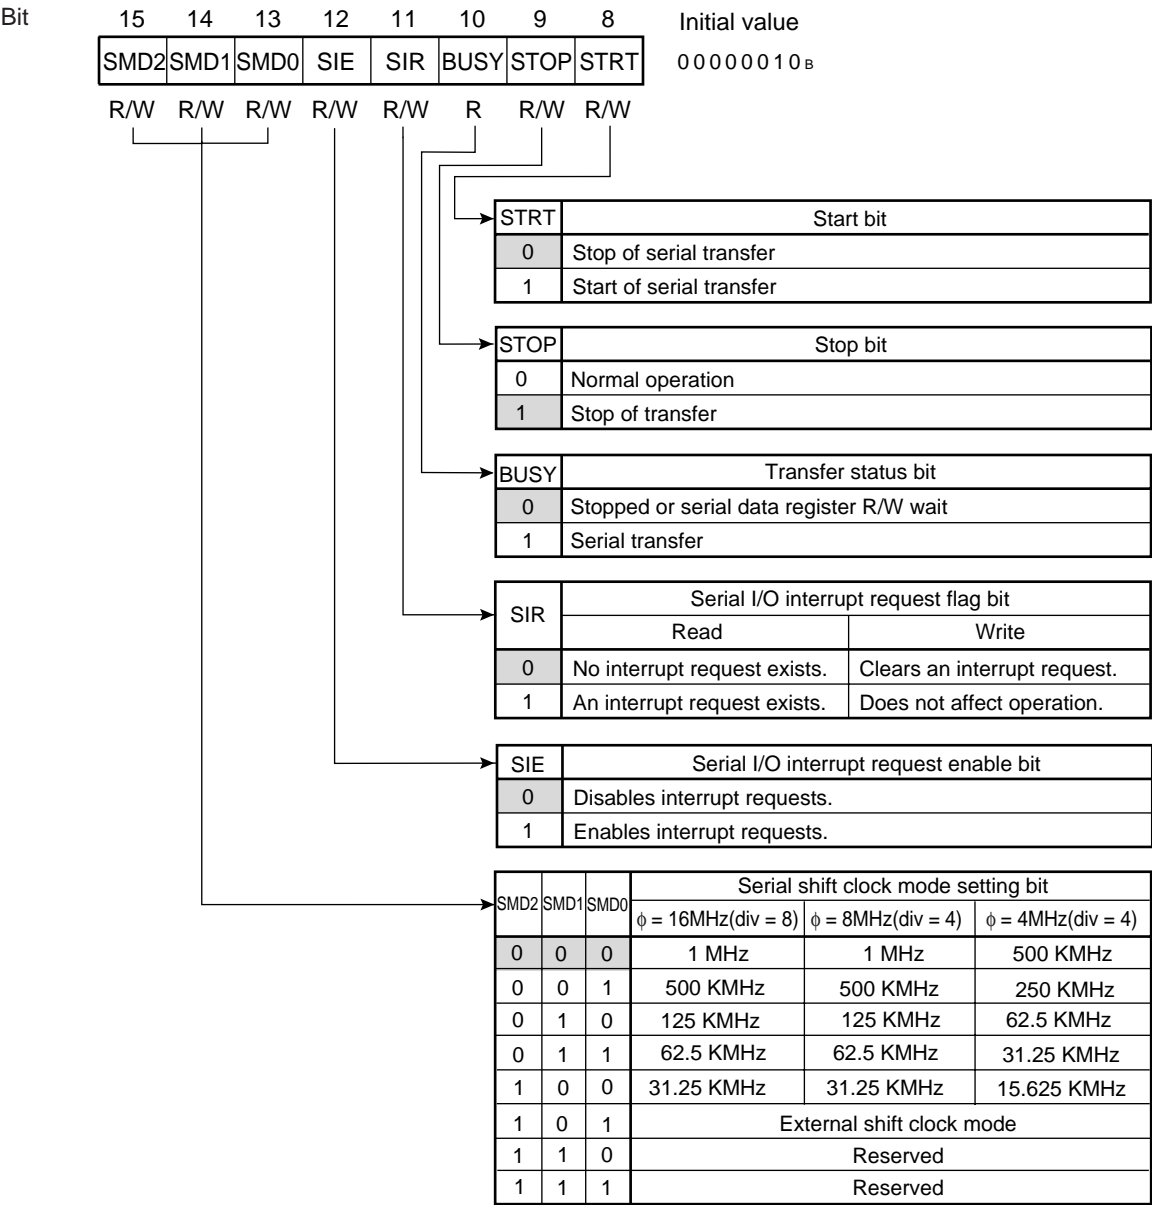 Bit 15 14 13 12 11 10 9 8 Initial value
SMD2 SMD1 SMD0 SIE SIR BUSY STOP STRT 0 0 0 0 0 0 1 0 B
R/W R/W R/W R/W R/W R R/W R/W
STRT Start bit
0 Stop of serial transfer
1 Start of serial transfer
STOP Stop bit
0 Normal operation
1 Stop of transfer
BUSY Transfer status bit
0 Stopped or serial data register R/W wait
1 Serial transfer
SIR Serial I/O interrupt request flag bit
Read Write
0 No interrupt request exists. Clears an interrupt request.
1 An interrupt request exists. Does not affect operation.
SIE Serial I/O interrupt request enable bit
0 Disables interrupt requests.
1 Enables interrupt requests.
SMD2 SMD1 SMD0 Serial shift clock mode setting bit
ϕ = 16MHz(div = 8) ϕ = 8MHz(div = 4) ϕ = 4MHz(div = 4)
0 0 0 1 MHz 1 MHz 500 KMHz
0 0 1 500 KMHz 500 KMHz 250 KMHz
0 1 0 125 KMHz 125 KMHz 62.5 KMHz
0 1 1 62.5 KMHz 62.5 KMHz 31.25 KMHz
1 0 0 31.25 KMHz 31.25 KMHz 15.625 KMHz
1 0 1 External shift clock mode
1 1 0 Reserved
1 1 1 Reserved